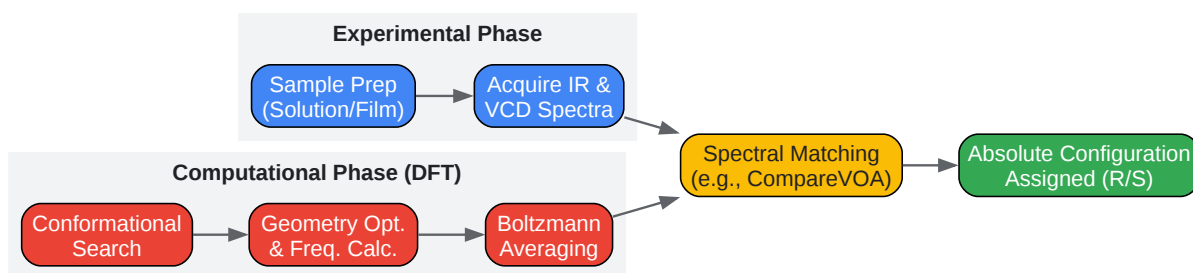 Experimental Phase
Sample Prep
(Solution/Film)
Acquire IR &
VCD Spectra
Computational Phase (DFT)
Conformational
Search
Geometry Opt.
& Freq. Calc.
Boltzmann
Averaging
Spectral Matching
(e.g., CompareVOA)
Absolute Configuration
Assigned (R/S)